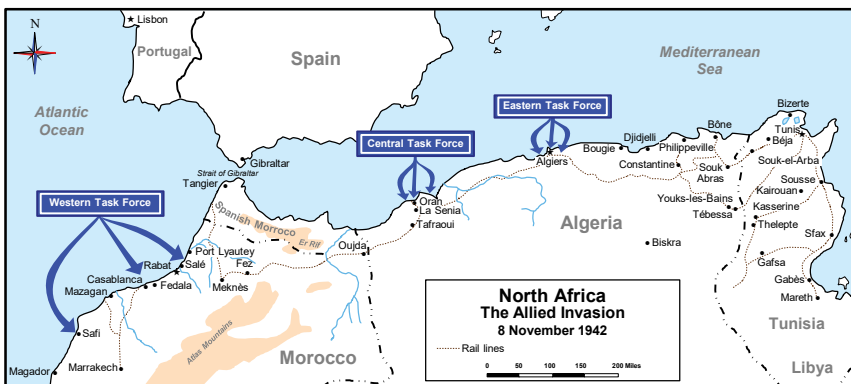 Lisbon
N
Portugal
Spain
Mediterranean
Sea
Atlantic
Ocean
Eastern Task Force
Central Task Force
Western Task Force
Bizerte
Tunis
Béja
Bône
Philippeville
Djidjelli
Bougie
Algiers
Constantine
Souk
Abras
Souk-el-Arba
Sousse
Kairouan
Youks-les-Bains
Tébessa
Kasserine
Thelepte
Sfax
Gafsa
Gabès
Mareth
Biskra
Gibraltar
Strait of Gibraltar
Tangier
Oran
La Senia
Tafraoui
Algeria
Spanish Morroco
Er Rif
Oujda
Port Lyautey
Rabat
Salé
Fez
Meknès
Casablanca
Fedala
Mazagan
Safi
Atlas Mountains
Marrakech
Magador
Morocco
Tunisia
Libya
North Africa
The Allied Invasion
8 November 1942
Rail lines
0 50 100 150 200 Miles